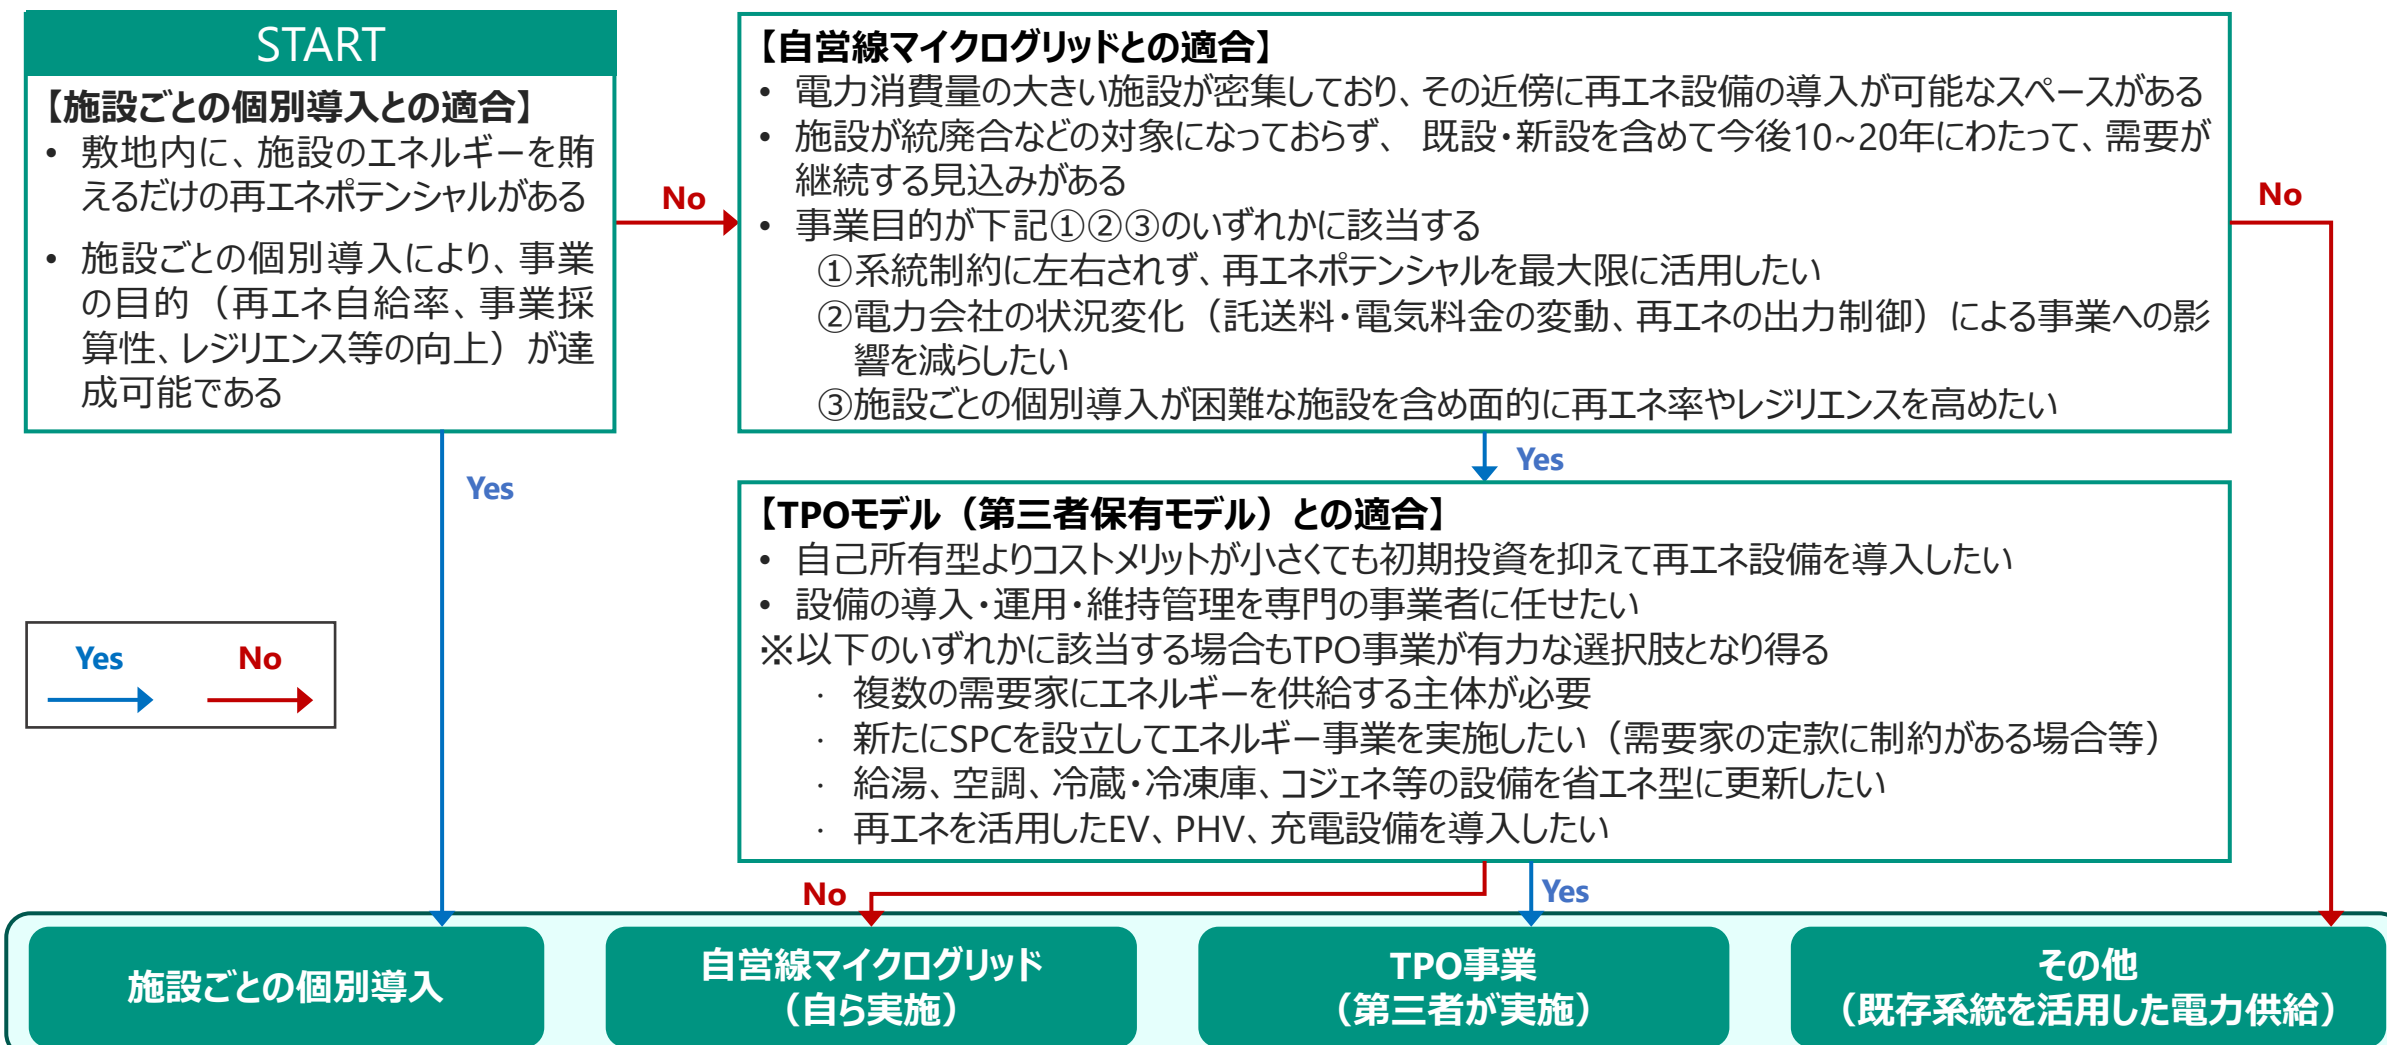 START
【施設ごとの個別導入との適合】
• 敷地内に、施設のエネルギーを賄
えるだけの再エネポテンシャルがある
• 施設ごとの個別導入により、事業
の目的（再エネ自給率、事業採
算性、レジリエンス等の向上）が達
成可能である
No
【自営線マイクログリッドとの適合】
• 電力消費量の大きい施設が密集しており、その近傍に再エネ設備の導入が可能なスペースがある
• 施設が統廃合などの対象になっておらず、 既設・新設を含めて今後10~20年にわたって、需要が
継続する見込みがある
• 事業目的が下記①②③のいずれかに該当する
①系統制約に左右されず、再エネポテンシャルを最大限に活用したい
②電力会社の状況変化（託送料・電気料金の変動、再エネの出力制御）による事業への影
響を減らしたい
③施設ごとの個別導入が困難な施設を含め面的に再エネ率やレジリエンスを高めたい
No
Yes
Yes
【TPOモデル（第三者保有モデル）との適合】
• 自己所有型よりコストメリットが小さくても初期投資を抑えて再エネ設備を導入したい
• 設備の導入・運用・維持管理を専門の事業者に任せたい
※以下のいずれかに該当する場合もTPO事業が有力な選択肢となり得る
· 複数の需要家にエネルギーを供給する主体が必要
· 新たにSPCを設立してエネルギー事業を実施したい（需要家の定款に制約がある場合等）
· 給湯、空調、冷蔵・冷凍庫、コジェネ等の設備を省エネ型に更新したい
· 再エネを活用したEV、PHV、充電設備を導入したい
Yes No
No
Yes
施設ごとの個別導入
自営線マイクログリッド
（自ら実施）
TPO事業
（第三者が実施）
その他
（既存系統を活用した電力供給）